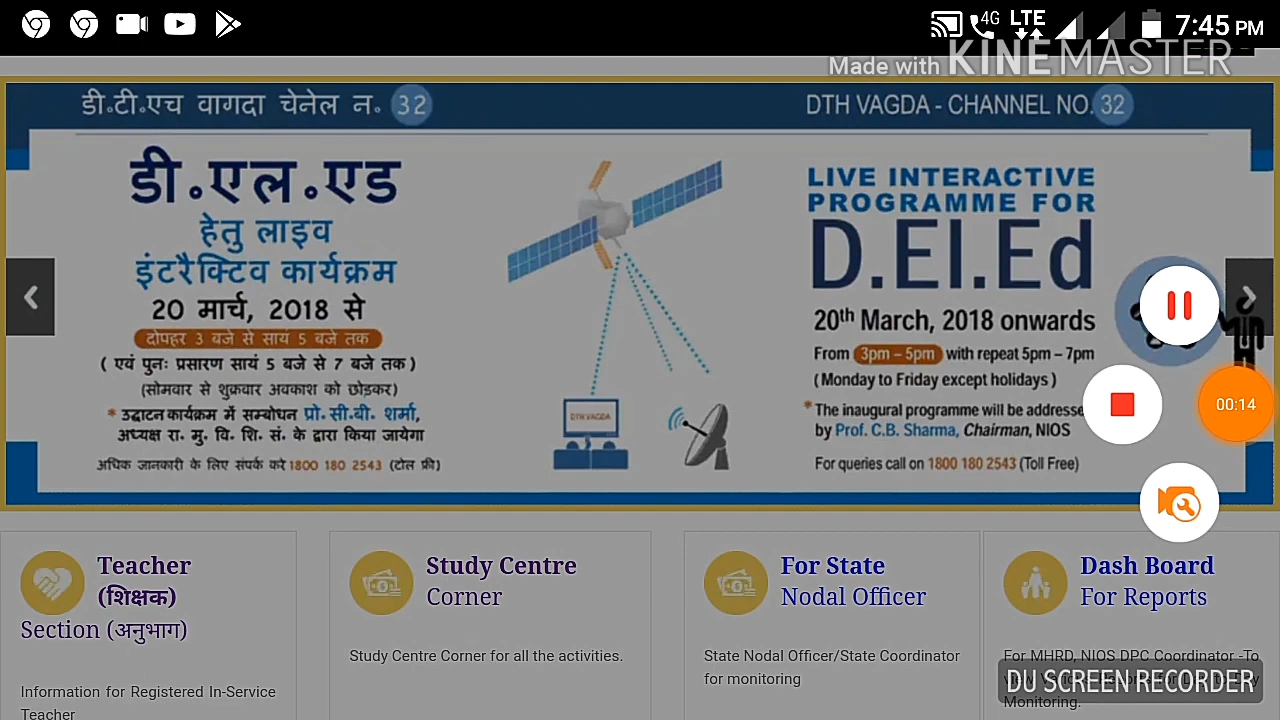 4G LTE 7:45 PM
Made with KINEMASTER
डी॰टी॰एच वागदा चेनेल न॰ 32
DTH VAGDA - CHANNEL NO. 32
डी॰एल॰एड
हेतु लाइव
इंटरैक्टिव कार्यक्रम
20 मार्च, 2018 से
दोपहर 3 बजे से सायं 5 बजे तक
( एवं पुनः प्रसारण सायं 5 बजे से 7 बजे तक )
(सोमवार से शुक्रवार अवकाश को छोड़कर)
* उद्घाटन कार्यक्रम में सम्बोधन प्रो॰ सी॰बी॰ शर्मा,
अध्यक्ष रा॰ मु॰ वि॰ शि॰ सं॰ के द्वारा किया जायेगा
अधिक जानकारी के लिए संपर्क करे 1800 180 2543 (टोल फ्री)
DTH VAGDA
LIVE INTERACTIVE
PROGRAMME FOR
D.El.Ed
20th March, 2018 onwards
From 3pm – 5pm with repeat 5pm – 7pm
(Monday to Friday except holidays )
* The inaugural programme will be addresse
by Prof. C.B. Sharma, Chairman, NIOS
For queries call on 1800 180 2543 (Toll Free)
00:14
Teacher
(शिक्षक)
Section (अनुभाग)
Information for Registered In-Service
Teacher
Study Centre
Corner
Study Centre Corner for all the activities.
For State
Nodal Officer
State Nodal Officer/State Coordinator
for monitoring
Dash Board
For Reports
For MHRD, NIOS DPC Coordinator -To
Monitoring.
DU SCREEN RECORDER